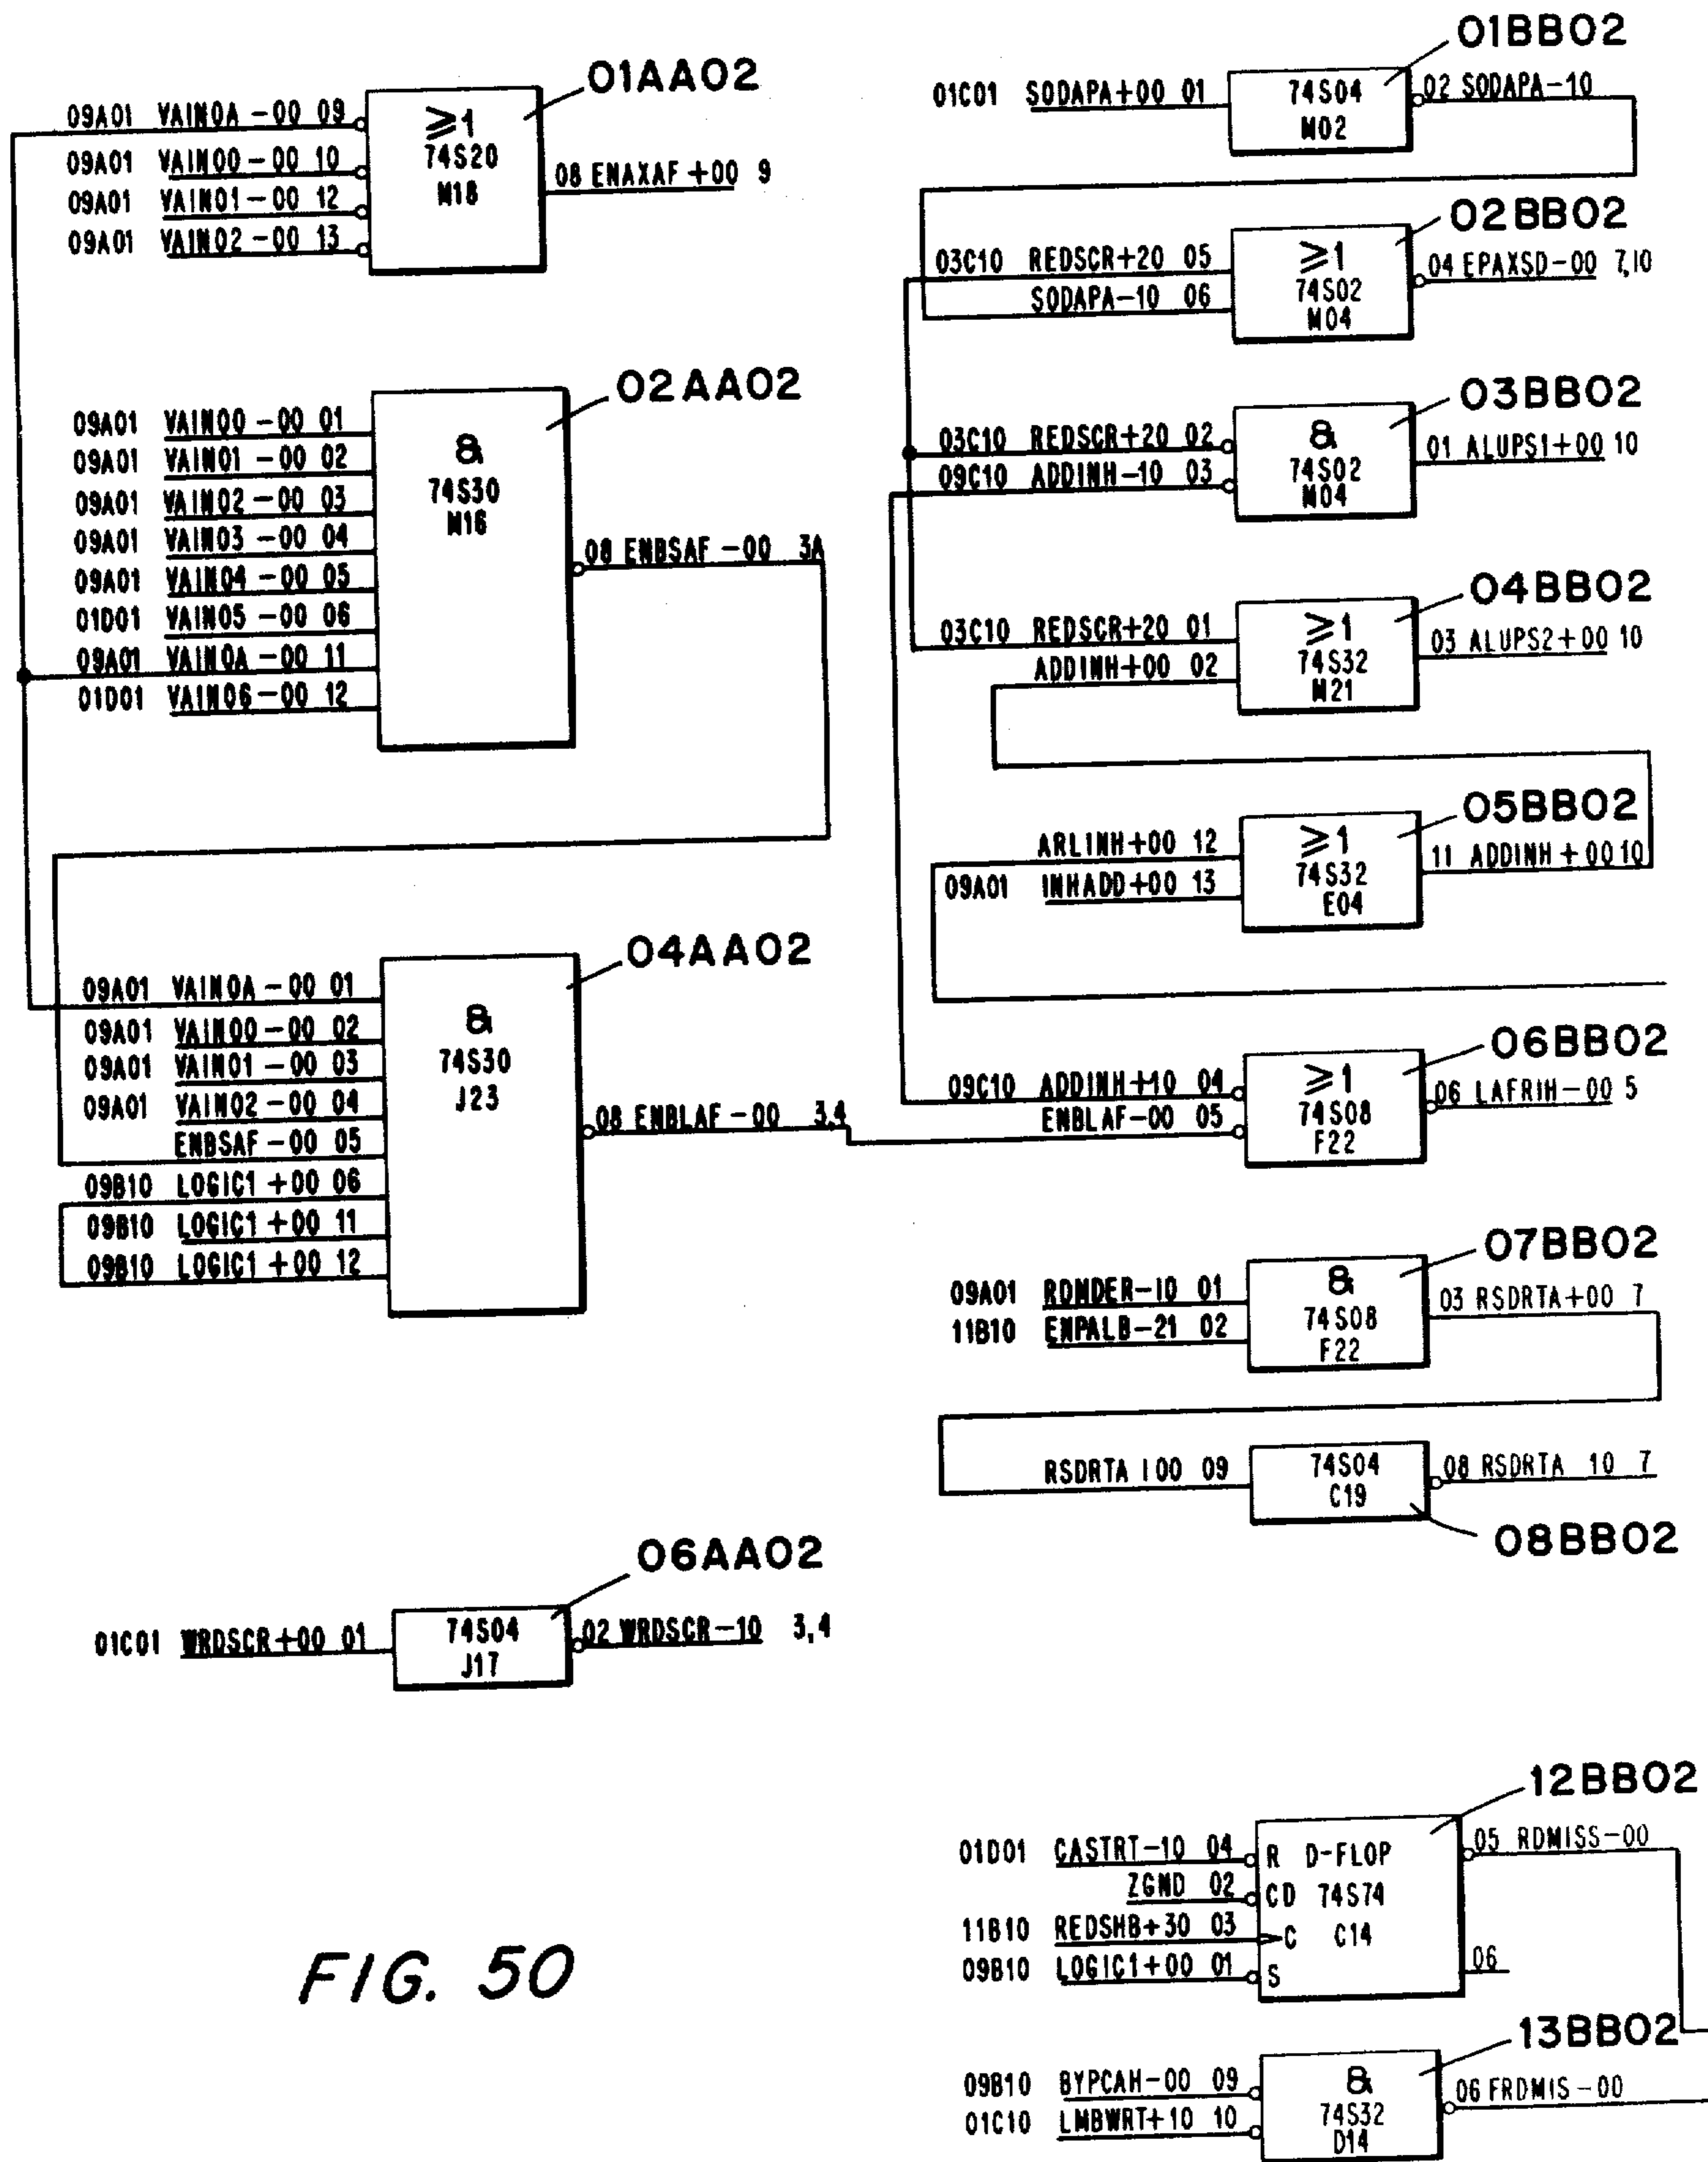 01AA02
09A01 VAIN0A-00 09
09A01 VAIN00-00 10
09A01 VAIN01-00 12
09A01 VAIN02-00 13
≥1
74S20
M18
08 ENAXAF+00 9
02AA02
09A01 VAIN00-00 01
09A01 VAIN01-00 02
09A01 VAIN02-00 03
09A01 VAIN03-00 04
09A01 VAIN04-00 05
01D01 VAIN05-00 06
09A01 VAIN0A-00 11
01D01 VAIN06-00 12
&
74S30
M16
08 ENBSAF-00 3A
04AA02
09A01 VAIN0A-00 01
09A01 VAIN00-00 02
09A01 VAIN01-00 03
09A01 VAIN02-00 04
ENBSAF-00 05
09B10 LOGIC1+00 06
09B10 LOGIC1+00 11
09B10 LOGIC1+00 12
&
74S30
J23
08 ENBLAF-00 3,4
06AA02
01C01 WRDSCR+00 01
74S04
J17
02 WRDSCR-10 3,4
FIG. 50
01BB02
01C01 SODAPA+00 01
74S04
M02
02 SODAPA-10
02BB02
03C10 REDSCR+20 05
SODAPA-10 06
≥1
74S02
M04
04 EPAXSD-00 7,10
03BB02
03C10 REDSCR+20 02
09C10 ADDINH-10 03
&
74S02
M04
01 ALUPS1+00 10
04BB02
03C10 REDSCR+20 01
ADDINH+00 02
≥1
74S32
M21
03 ALUPS2+00 10
05BB02
ARLINH+00 12
09A01 INHADD+00 13
≥1
74S32
E04
11 ADDINH+00 10
06BB02
09C10 ADDINH+10 04
ENBLAF-00 05
≥1
74S08
F22
06 LAFRIH-00 5
07BB02
09A01 RDMDER-10 01
11B10 ENPALB-21 02
&
74S08
F22
03 RSDRTA+00 7
RSDRTA 100 09
74S04
C19
08 RSDRTA 10 7
08BB02
12BB02
01D01 CASTRT-10 04
ZGND 02
11B10 REDSHB+30 03
09B10 LOGIC1+00 01
R D-FLOP
CD 74S74
C C14
S
05 RDMISS-00
06
13BB02
09B10 BYPCAH-00 09
01C10 LMBWRT+10 10
&
74S32
D14
06 FRDMIS-00